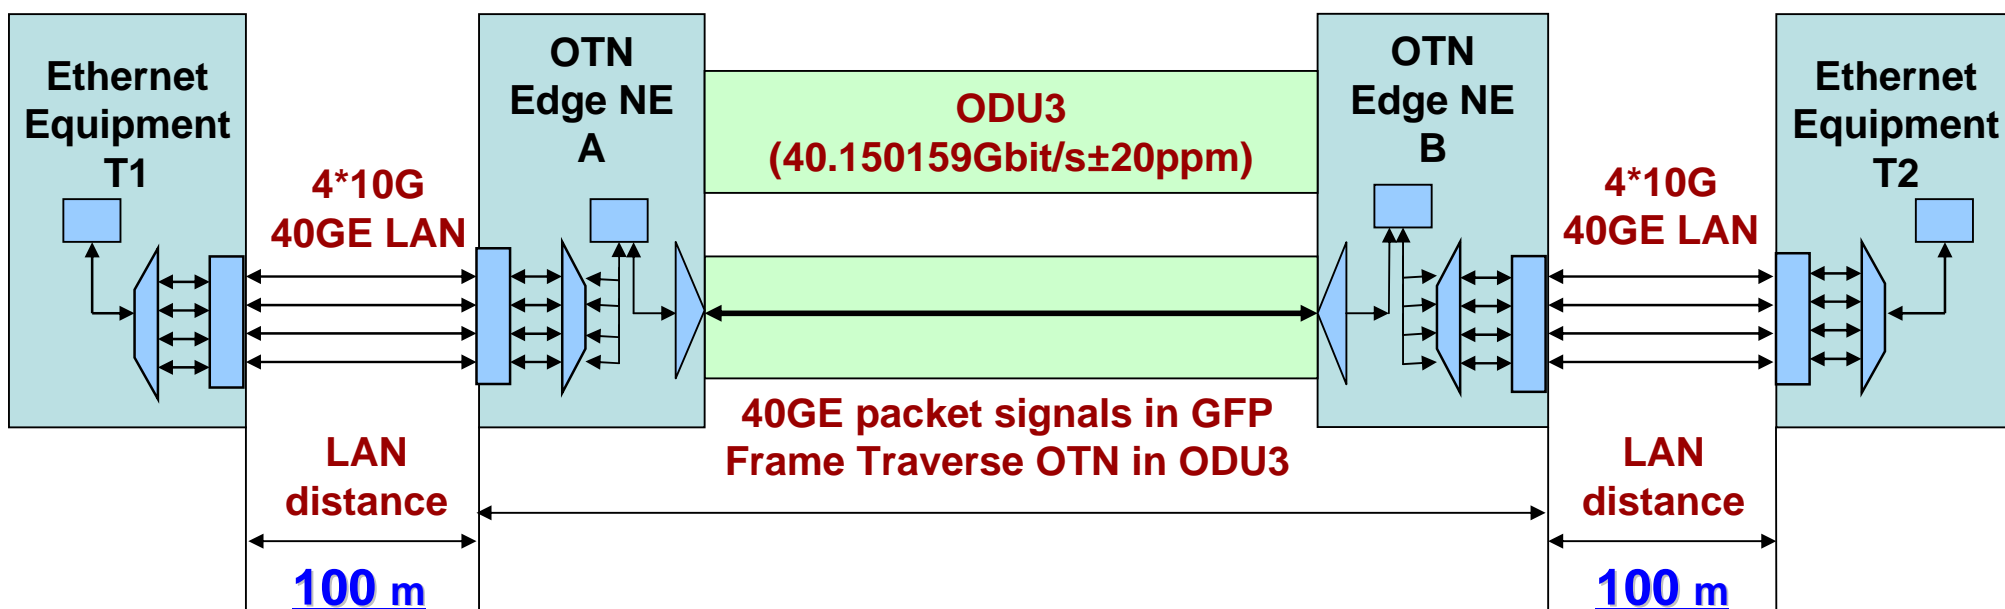 Ethernet
Equipment
T1
4*10G
40GE LAN
OTN
Edge NE
A
ODU3
(40.150159Gbit/s±20ppm)
OTN
Edge NE
B
4*10G
40GE LAN
Ethernet
Equipment
T2
LAN
distance
100 m
40GE packet signals in GFP
Frame Traverse OTN in ODU3
LAN
distance
100 m